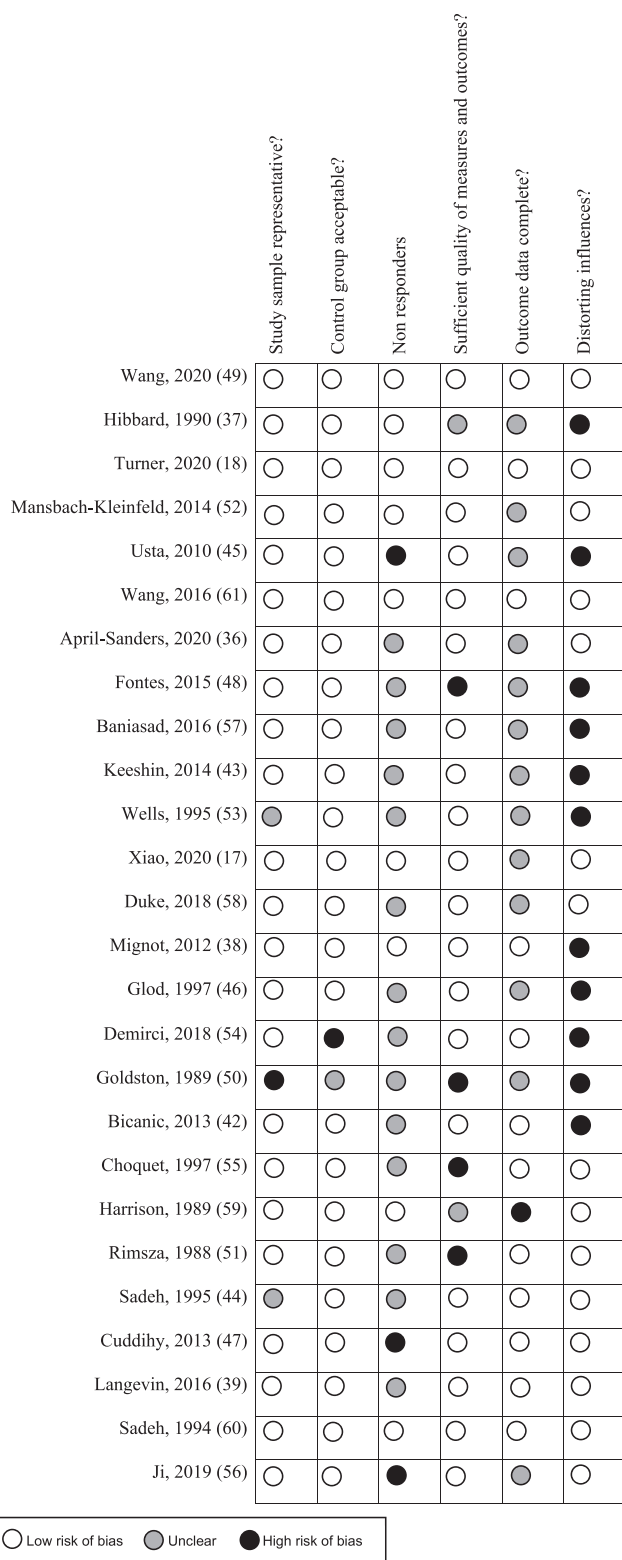 Study sample representative?
Control group acceptable?
Non responders
Sufficient quality of measures and outcomes?
Outcome data complete?
Distorting influences?
Wang, 2020 (49)
Hibbard, 1990 (37)
Turner, 2020 (18)
Mansbach-Kleinfeld, 2014 (52)
Usta, 2010 (45)
Wang, 2016 (61)
April-Sanders, 2020 (36)
Fontes, 2015 (48)
Baniasad, 2016 (57)
Keeshin, 2014 (43)
Wells, 1995 (53)
Xiao, 2020 (17)
Duke, 2018 (58)
Mignot, 2012 (38)
Glod, 1997 (46)
Demirci, 2018 (54)
Goldston, 1989 (50)
Bicanic, 2013 (42)
Choquet, 1997 (55)
Harrison, 1989 (59)
Rimsza, 1988 (51)
Sadeh, 1995 (44)
Cuddihy, 2013 (47)
Langevin, 2016 (39)
Sadeh, 1994 (60)
Ji, 2019 (56)
Low risk of bias Unclear High risk of bias